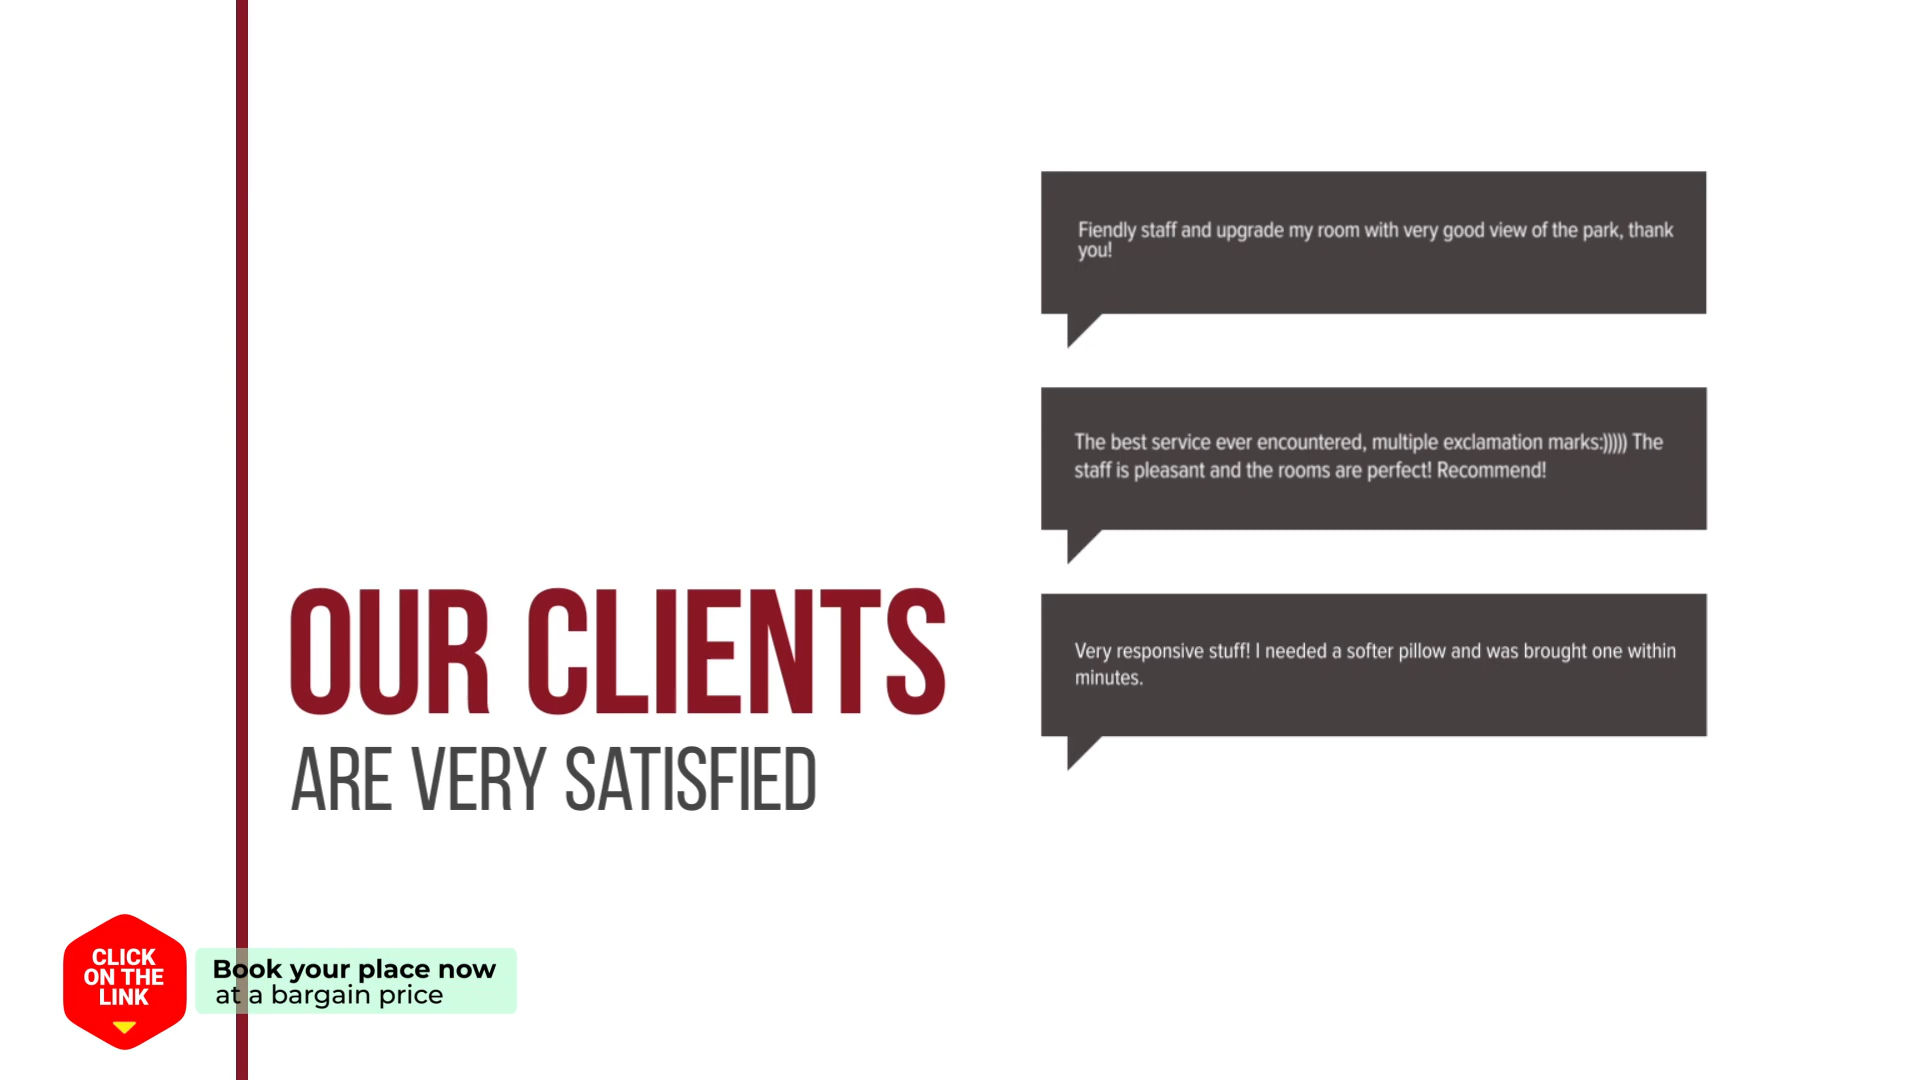 Fiendly staff and upgrade my room with very good view of the park, thank
you!
The best service ever encountered, multiple exclamation marks:))))) The
staff is pleasant and the rooms are perfect! Recommend!
Very responsive stuff! I needed a softer pillow and was brought one within
minutes.
OUR CLIENTS
ARE VERY SATISFIED
CLICK
ON THE
LINK
Book your place now
at a bargain price